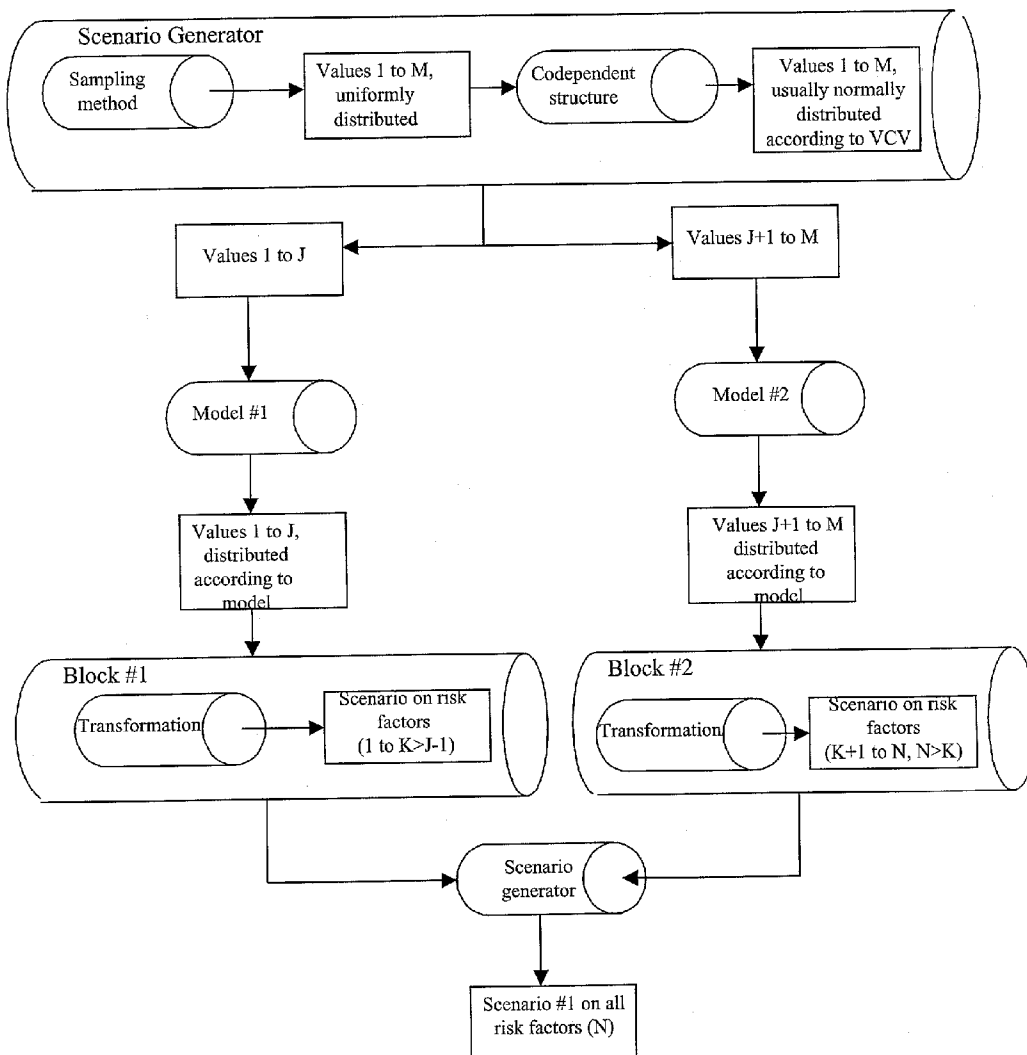 Scenario Generator
Sampling
method
Values 1 to M,
uniformly
distributed
Codependent
structure
Values 1 to M,
usually normally
distributed
according to VCV
Values 1 to J
Values J+1 to M
Model #1
Model #2
Values 1 to J,
distributed
according to
model
Values J+1 to M
distributed
according to
model
Block #1
Transformation
Scenario on risk
factors
(1 to K>J-1)
Block #2
Transformation
Scenario on risk
factors
(K+1 to N, N>K)
Scenario
generator
Scenario #1 on all
risk factors (N)